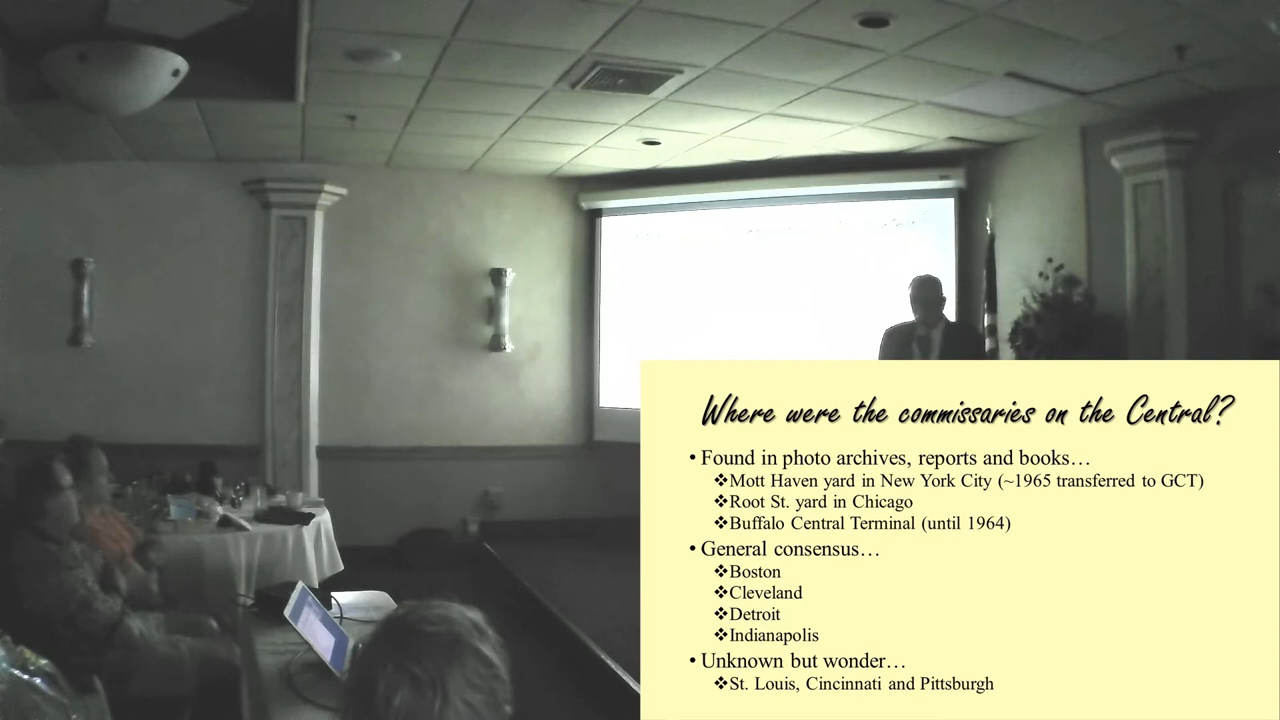 Where were the commissaries on the Central?
• Found in photo archives, reports and books…
❖Mott Haven yard in New York City (~1965 transferred to GCT)
❖Root St. yard in Chicago
❖Buffalo Central Terminal (until 1964)
• General consensus…
❖Boston
❖Cleveland
❖Detroit
❖Indianapolis
• Unknown but wonder…
❖St. Louis, Cincinnati and Pittsburgh